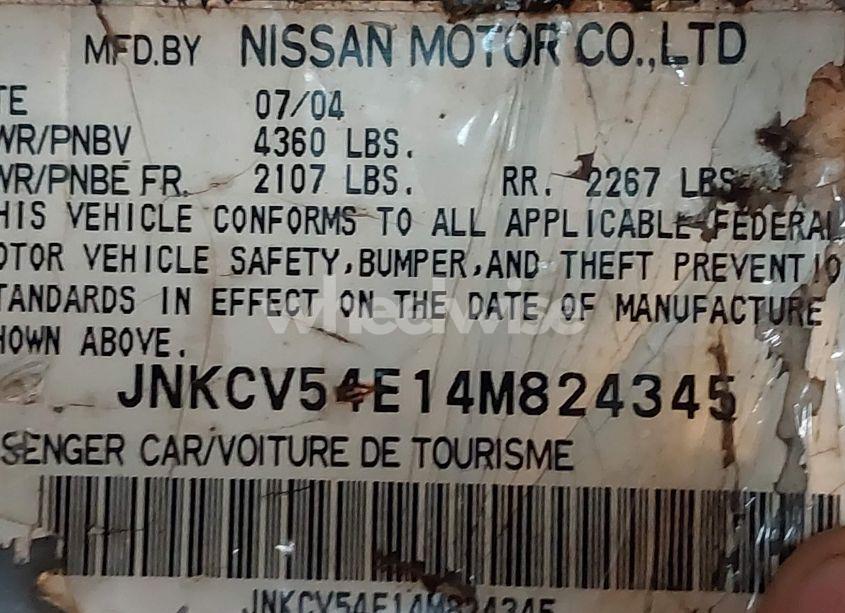 MFD.BY NISSAN MOTOR CO.,LTD
TE 07/04
WR/PNBV 4360 LBS.
WR/PNBE FR. 2107 LBS. RR. 2267 LBS
HIS VEHICLE CONFORMS TO ALL APPLICABLE FEDERAL
OTOR VEHICLE SAFETY,BUMPER,AND THEFT PREVENTIO
TANDARDS IN EFFECT ON THE DATE OF MANUFACTURE
HOWN ABOVE.
wheelwise
JNKCV54E14M824345
SENGER CAR/VOITURE DE TOURISME
JNKCV54E14M824345